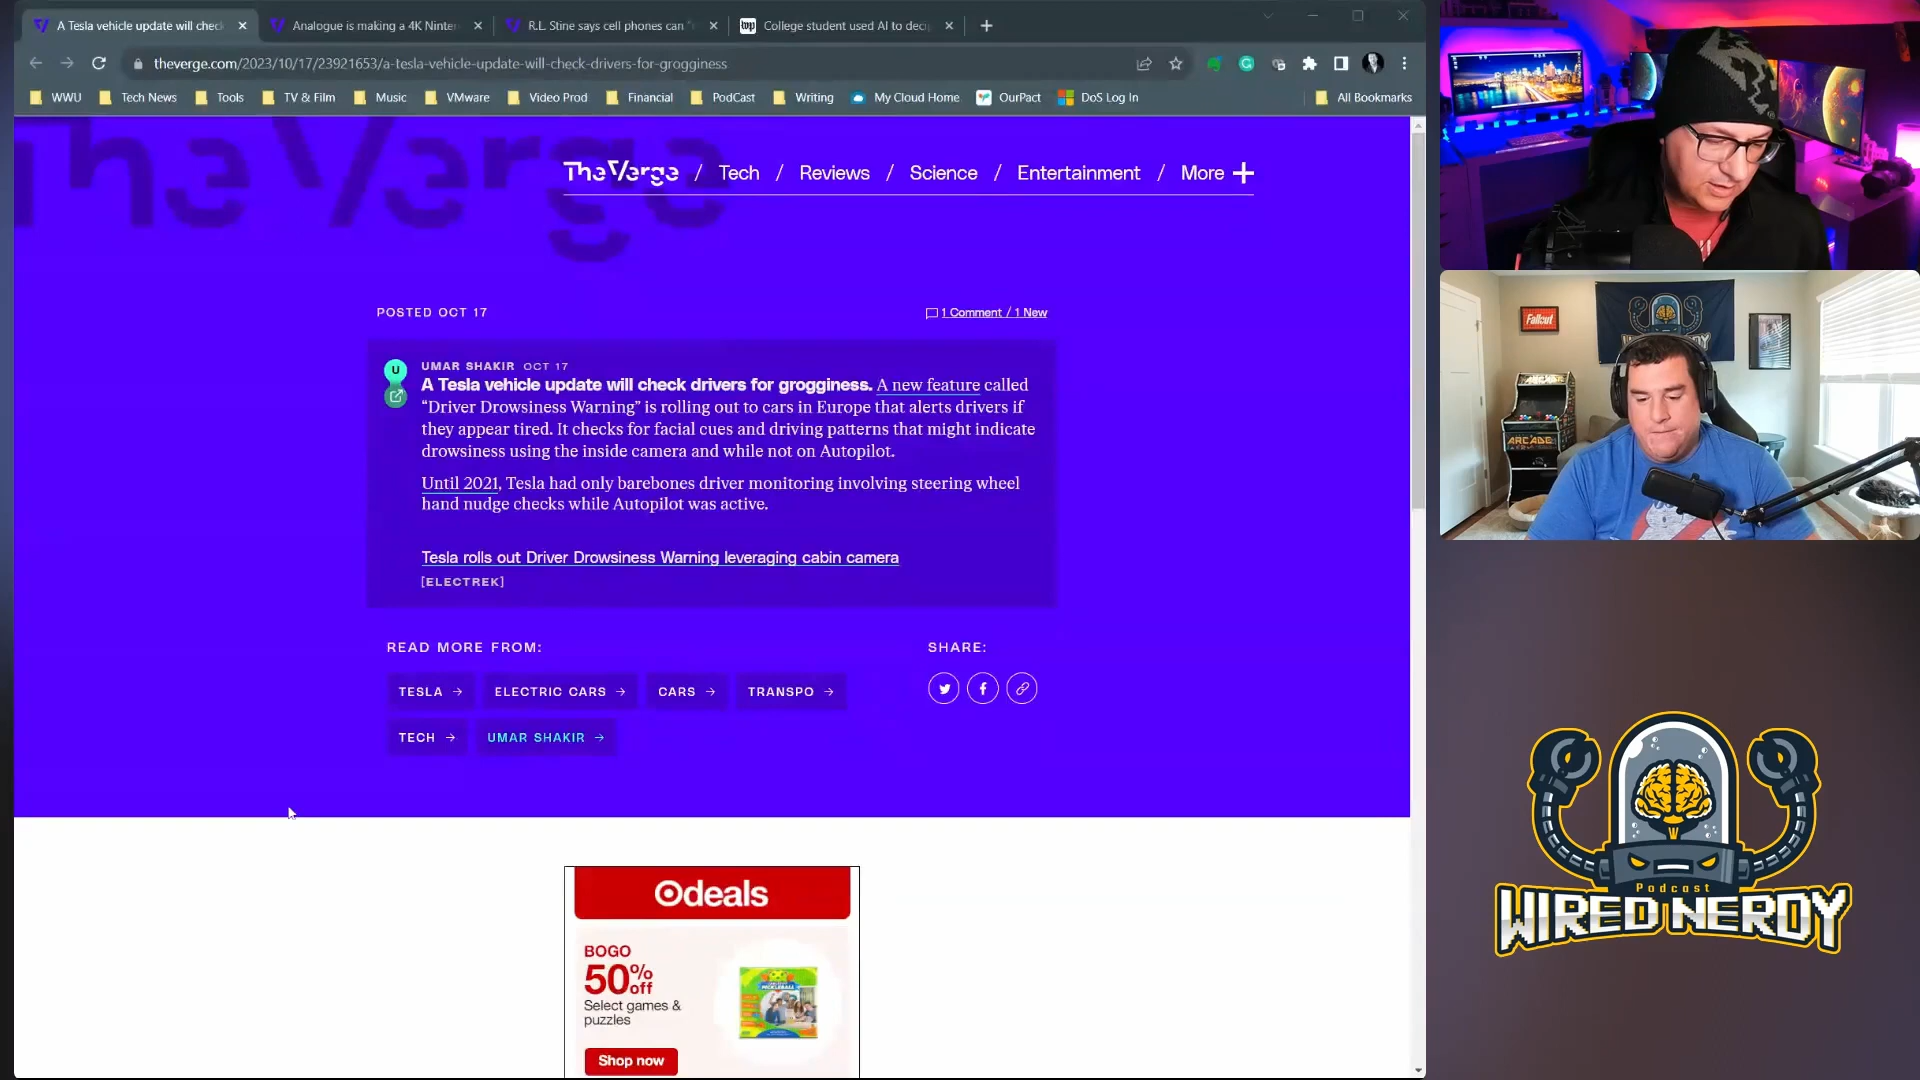 A Tesla vehicle update will check
Analogue is making a 4K Ninten
R.L. Stine says cell phones can "
wp College student used AI to deci
theverge.com/2023/10/17/23921653/a-tesla-vehicle-update-will-check-drivers-for-grogginess
WWU Tech News Tools TV & Film Music VMware Video Prod Financial PodCast Writing My Cloud Home OurPact DoS Log In All Bookmarks
The Verge
The Verge / Tech / Reviews / Science / Entertainment / More +
POSTED OCT 17
1 Comment / 1 New
U
UMAR SHAKIR OCT 17
A Tesla vehicle update will check drivers for grogginess. A new feature called
“Driver Drowsiness Warning” is rolling out to cars in Europe that alerts drivers if
they appear tired. It checks for facial cues and driving patterns that might indicate
drowsiness using the inside camera and while not on Autopilot.
Until 2021, Tesla had only barebones driver monitoring involving steering wheel
hand nudge checks while Autopilot was active.
Tesla rolls out Driver Drowsiness Warning leveraging cabin camera
[ELECTREK]
READ MORE FROM:
SHARE:
TESLA → ELECTRIC CARS → CARS → TRANSPO →
TECH → UMAR SHAKIR →
deals
BOGO
50% off
Select games &
puzzles
PICKLEBALL
Shop now
Fallout
ARCADE
Podcast
WIRED NERDY